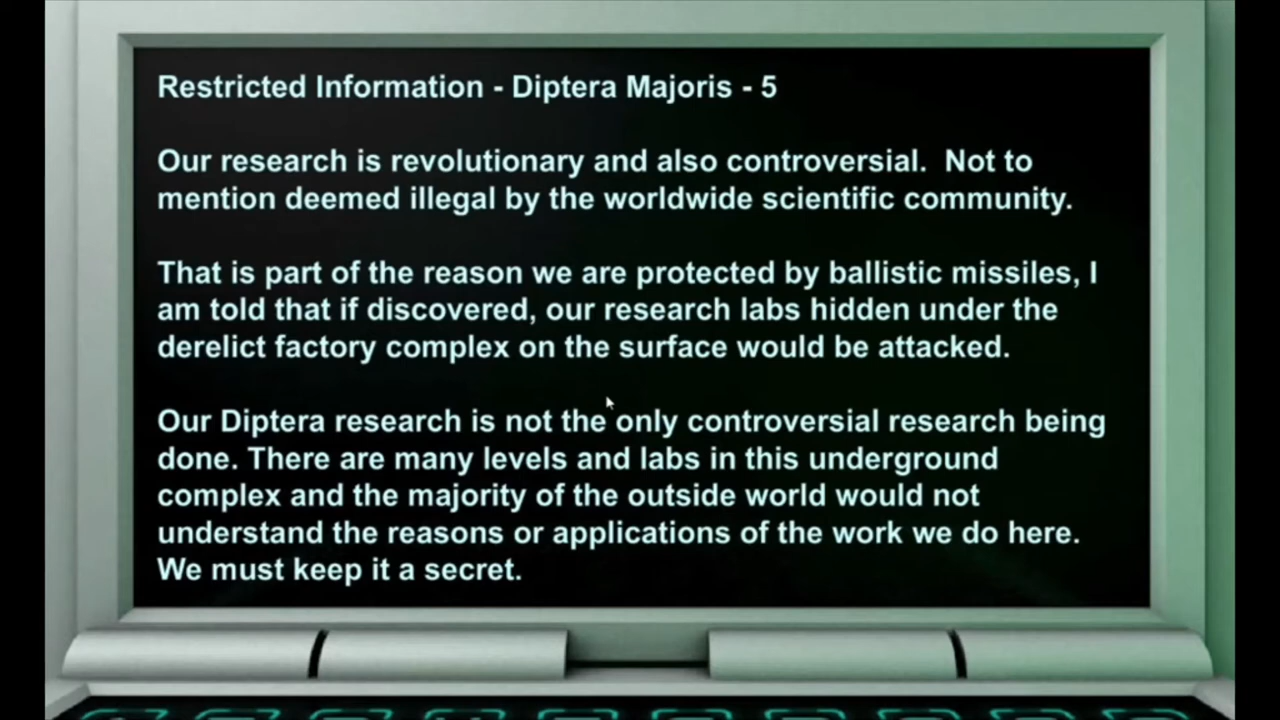 Restricted Information - Diptera Majoris - 5
Our research is revolutionary and also controversial.  Not to
mention deemed illegal by the worldwide scientific community.
That is part of the reason we are protected by ballistic missiles, I
am told that if discovered, our research labs hidden under the
derelict factory complex on the surface would be attacked.
Our Diptera research is not the only controversial research being
done. There are many levels and labs in this underground
complex and the majority of the outside world would not
understand the reasons or applications of the work we do here.
We must keep it a secret.